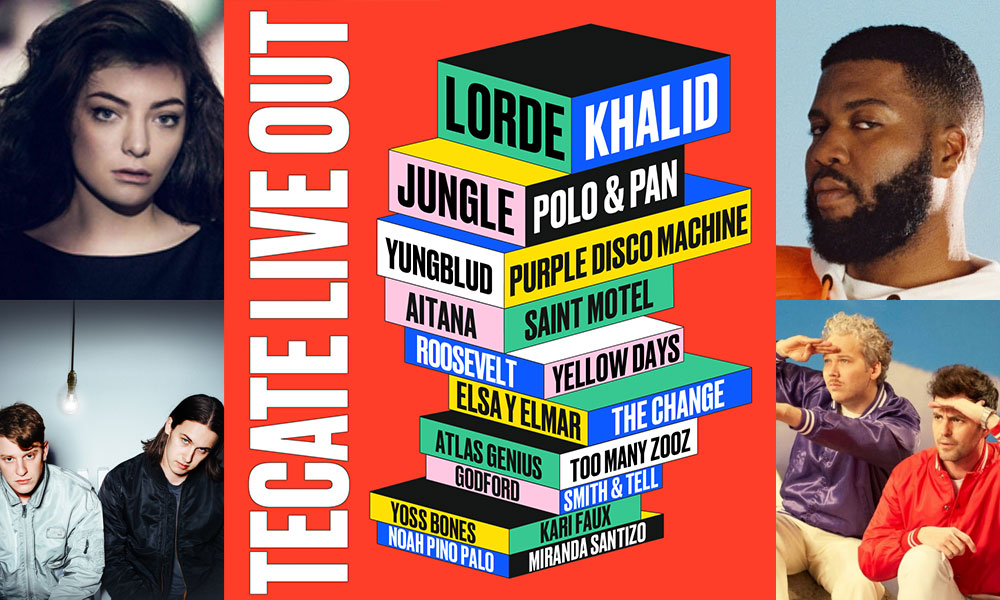 TECATE LIVE OUT
LORDE
KHALID
JUNGLE
POLO & PAN
YUNGBLUD
PURPLE DISCO MACHINE
AITANA
SAINT MOTEL
ROOSEVELT
YELLOW DAYS
ELSA Y ELMAR
THE CHANGE
ATLAS GENIUS
TOO MANY ZOOZ
GODFORD
SMITH & TELL
YOSS BONES
KARI FAUX
NOAH PINO PALO
MIRANDA SANTIZO